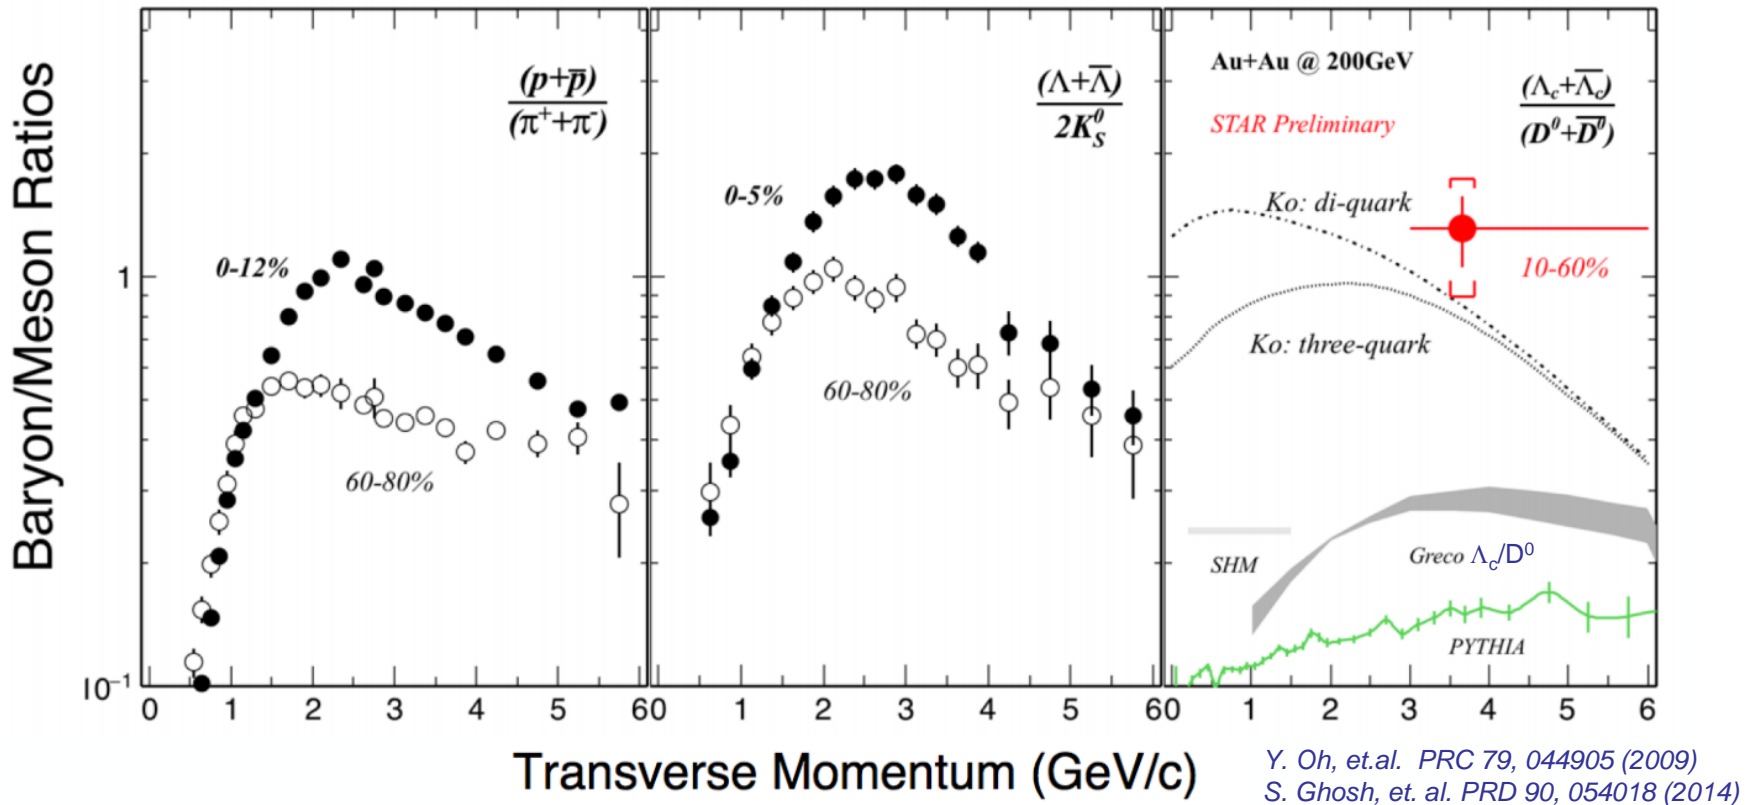 Baryon/Meson Ratios
1
10⁻¹
(p+p̅)
(π⁺+π⁻)
0-12%
60-80%
0 1 2 3 4 5 6
(Λ+Λ̅)
2K⁰S
0-5%
60-80%
0 1 2 3 4 5 6
Au+Au @ 200GeV
STAR Preliminary
(Λc+Λ̅c)
(D⁰+D̅⁰)
Ko: di-quark
10-60%
Ko: three-quark
SHM
Greco Λc/D⁰
PYTHIA
0 1 2 3 4 5 6
Transverse Momentum (GeV/c)
Y. Oh, et.al. PRC 79, 044905 (2009)
S. Ghosh, et. al. PRD 90, 054018 (2014)